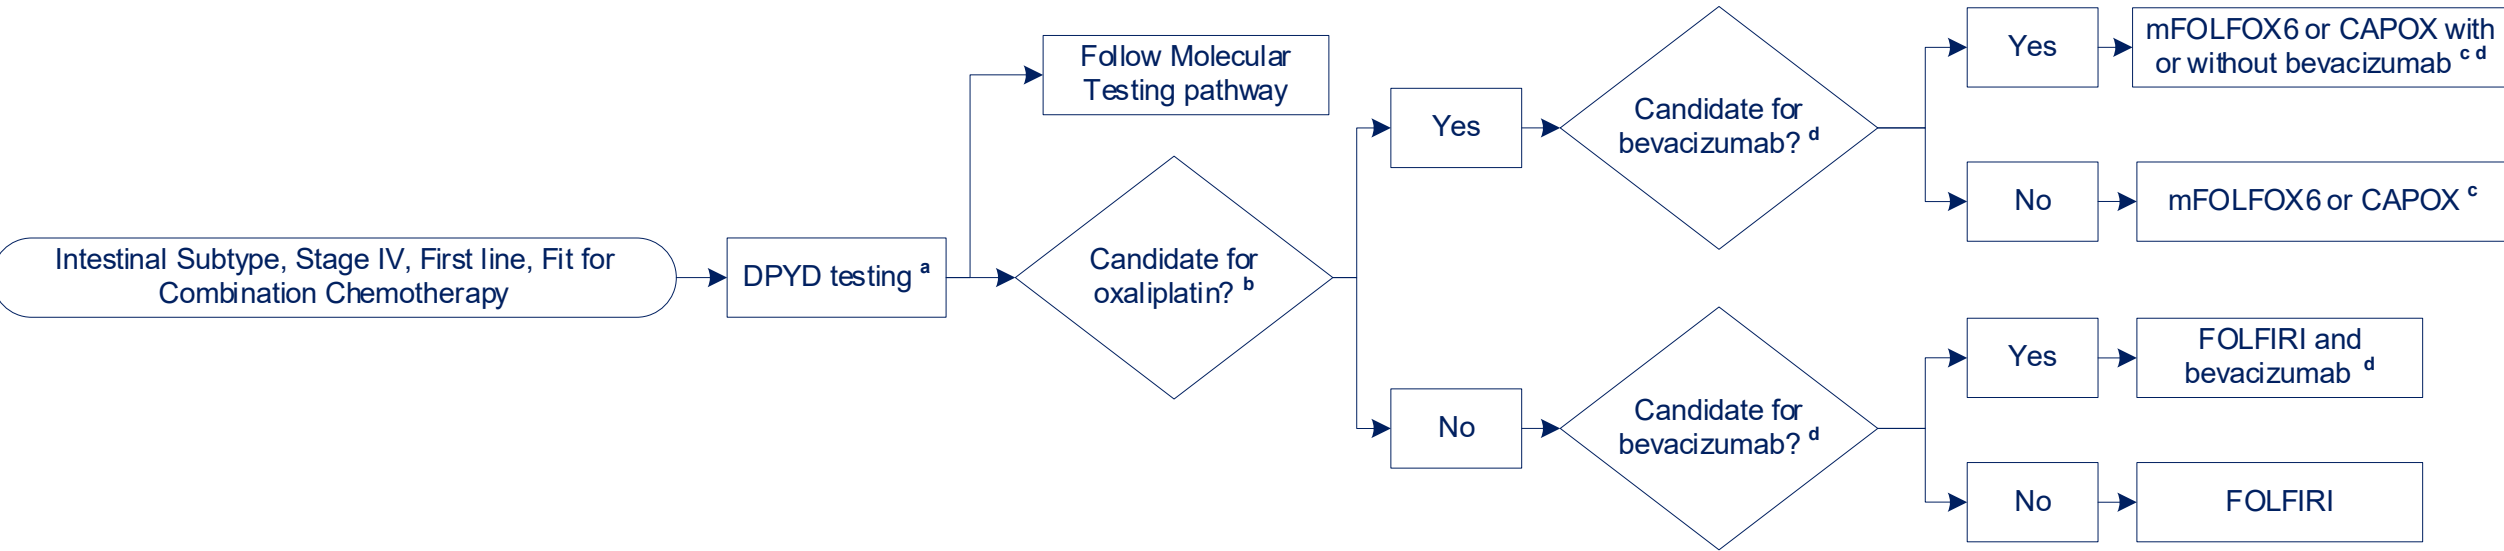 Intestinal Subtype, Stage IV, First line, Fit for
Combination Chemotherapy
DPYD testing a
Follow Molecular
Testing pathway
Candidate for
oxaliplatin? b
Yes
Candidate for
bevacizumab? d
Yes
mFOLFOX6 or CAPOX with
or without bevacizumab c d
No
mFOLFOX6 or CAPOX c
No
Candidate for
bevacizumab? d
Yes
FOLFIRI and
bevacizumab d
No
FOLFIRI